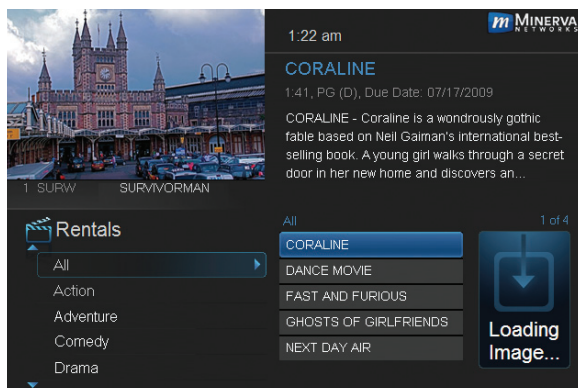 1:22 am
m MINERVA
NETWORKS
CORALINE
1:41, PG (D), Due Date: 07/17/2009
CORALINE - Coraline is a wondrously gothic
fable based on Neil Gaiman's international best-
selling book. A young girl walks through a secret
door in her new home and discovers an...
1 SURW SURVIVORMAN
Rentals
All
Action
Adventure
Comedy
Drama
All 1 of 4
CORALINE
DANCE MOVIE
FAST AND FURIOUS
GHOSTS OF GIRLFRIENDS
NEXT DAY AIR
Loading
Image...